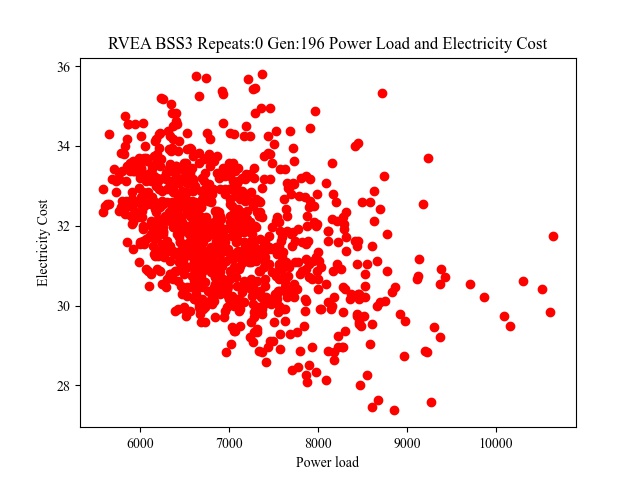 RVEA BSS3 Repeats:0 Gen:196 Power Load and Electricity Cost
36
34
32
30
28
Electricity Cost
6000 7000 8000 9000 10000
Power load